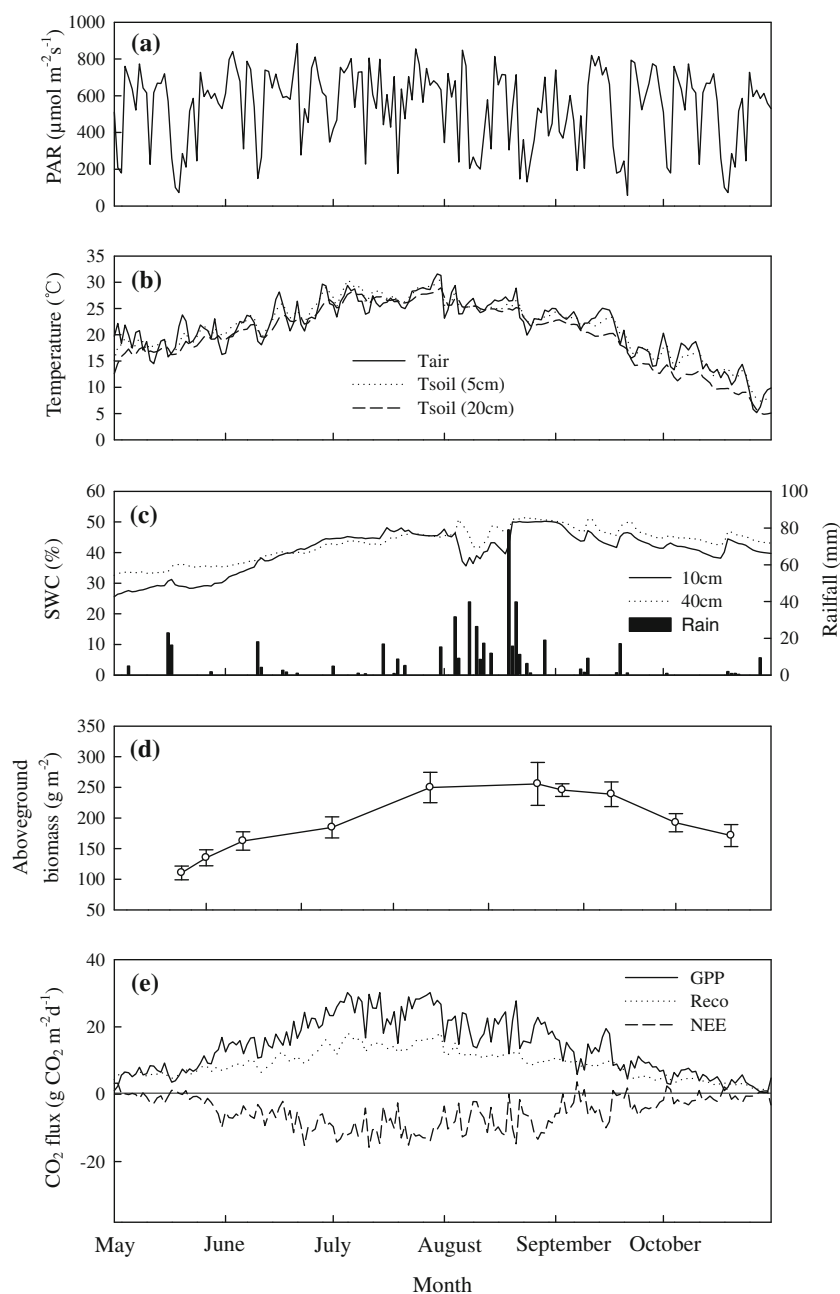 (a)
PAR (µmol m-2s-1)
1000
800
600
400
200
0
(b)
Temperature (℃)
35
30
25
20
15
10
5
0
Tair
Tsoil (5cm)
Tsoil (20cm)
(c)
SWC (%)
60
50
40
30
20
10
0
10cm
40cm
Rain
100
80
60
40
20
0
Railfall (mm)
(d)
Aboveground
biomass (g m-2)
350
300
250
200
150
100
50
(e)
CO2 flux (g CO2 m-2d-1)
40
20
0
-20
GPP
Reco
NEE
May June July August September October
Month